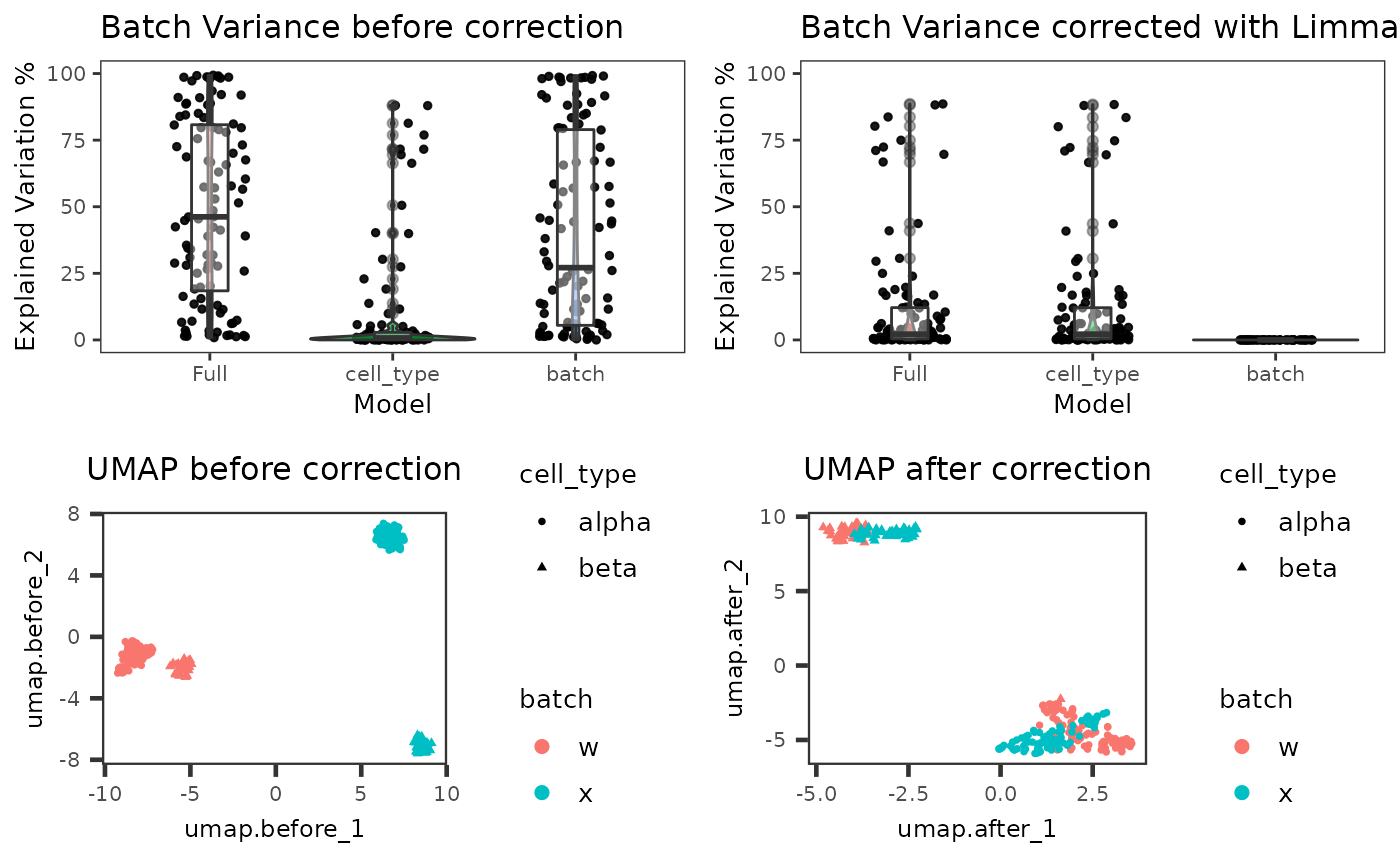 Batch Variance before correction
Explained Variation %
100
75
50
25
0
Full
cell_type
batch
Model
Batch Variance corrected with Limma
Explained Variation %
100
75
50
25
0
Full
cell_type
batch
Model
UMAP before correction
umap.before_2
8
4
0
-4
-8
-10
-5
0
5
10
umap.before_1
cell_type
alpha
beta
batch
w
x
UMAP after correction
umap.after_2
10
5
0
-5
-5.0
-2.5
0.0
2.5
umap.after_1
cell_type
alpha
beta
batch
w
x